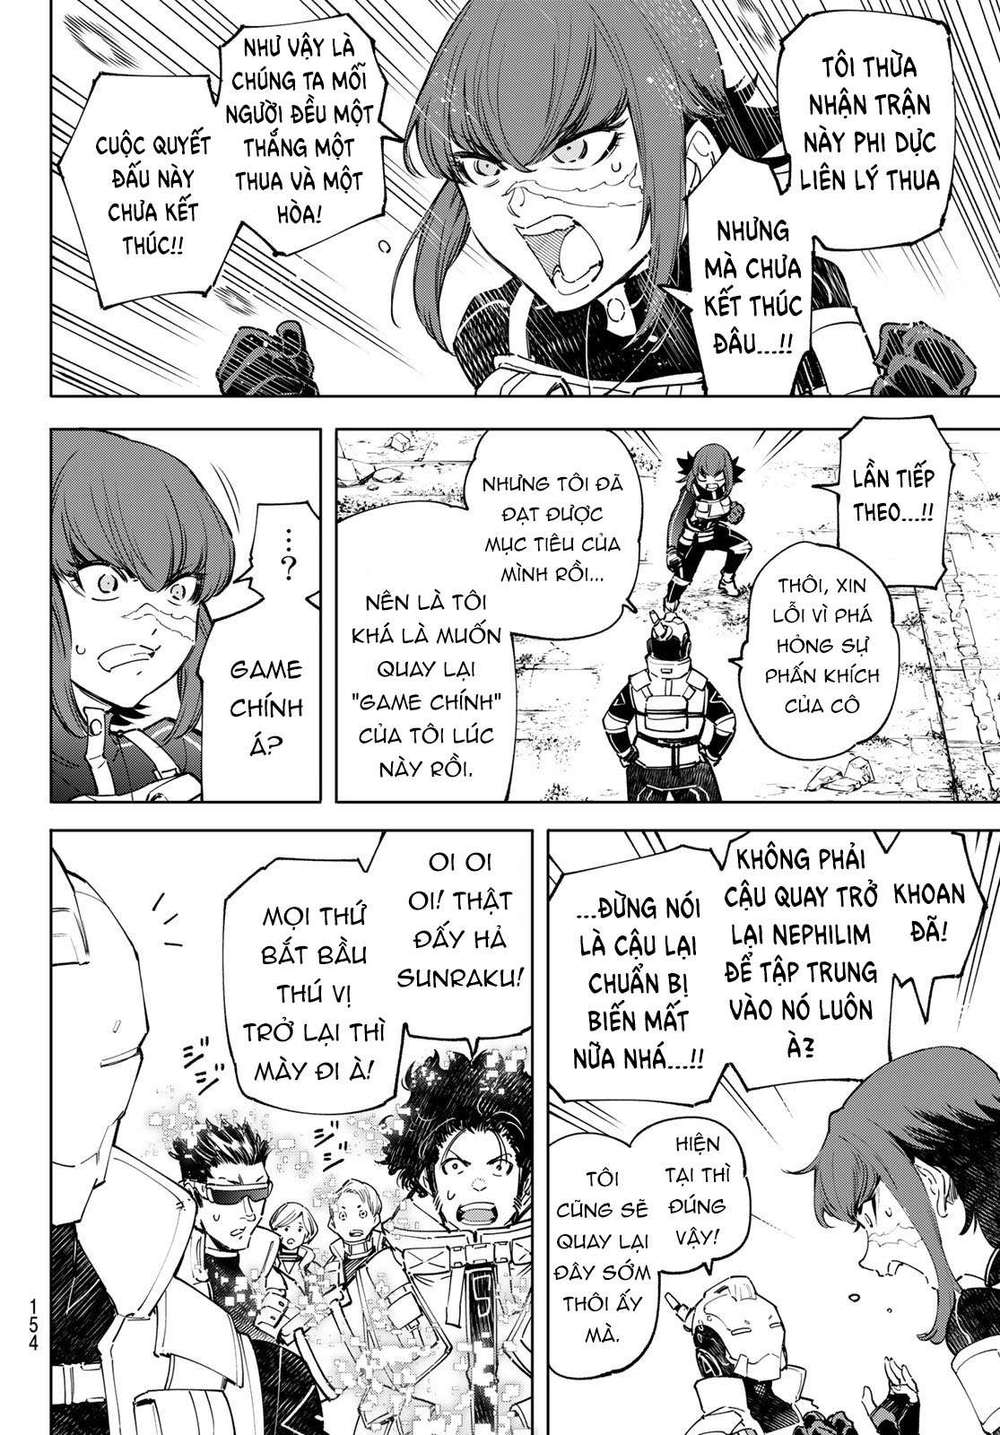 TÔI THỪA
NHẬN TRẬN
NÀY PHI DỰC
LIÊN LÝ THUA
NHƯNG
MÀ CHƯA
KẾT THÚC
ĐÂU...!!
NHƯ VẬY LÀ
CHÚNG TA MỖI
NGƯỜI ĐỀU MỘT
THẮNG MỘT
THUA VÀ MỘT
HÒA!
CUỘC QUYẾT
ĐẤU NÀY
CHƯA KẾT
THÚC!!
LẦN TIẾP
THEO...!!
THÔI, XIN
LỖI VÌ PHÁ
HỎNG SỰ
PHẤN KHÍCH
CỦA CÔ
NHƯNG TÔI ĐÃ
ĐẠT ĐƯỢC
MỤC TIÊU CỦA
MÌNH RỒI...
NÊN LÀ TÔI
KHÁ LÀ MUỐN
QUAY LẠI
"GAME CHÍNH"
CỦA TÔI LÚC
NÀY RỒI.
...?
GAME
CHÍNH
Á?
KHOAN
ĐÃ!
KHÔNG PHẢI
CẬU QUAY TRỞ
LẠI NEPHILIM
ĐỂ TẬP TRUNG
VÀO NÓ LUÔN
À?
...ĐỪNG NÓI
LÀ CẬU LẠI
CHUẨN BỊ
BIẾN MẤT
NỮA NHÁ...!!
HIỆN
TẠI THÌ
ĐÚNG
VẬY!
TÔI
CŨNG SẼ
QUAY LẠI
ĐÂY SỚM
THÔI ẤY
MÀ.
OI OI
OI! THẬT
ĐẤY HẢ
SUNRAKU!
MỌI THỨ
BẮT BẦU
THÚ VỊ
TRỞ LẠI THÌ
MÀY ĐI À!
154